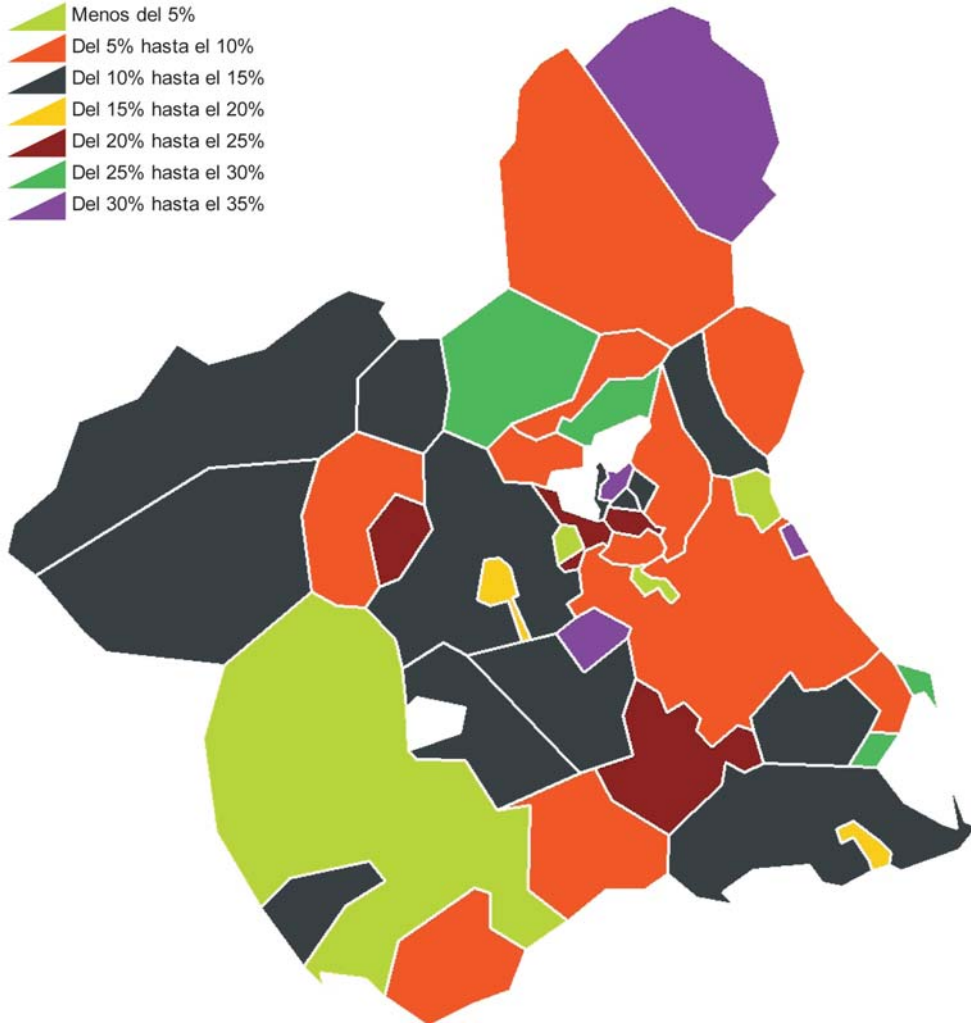 Menos del 5%
Del 5% hasta el 10%
Del 10% hasta el 15%
Del 15% hasta el 20%
Del 20% hasta el 25%
Del 25% hasta el 30%
Del 30% hasta el 35%